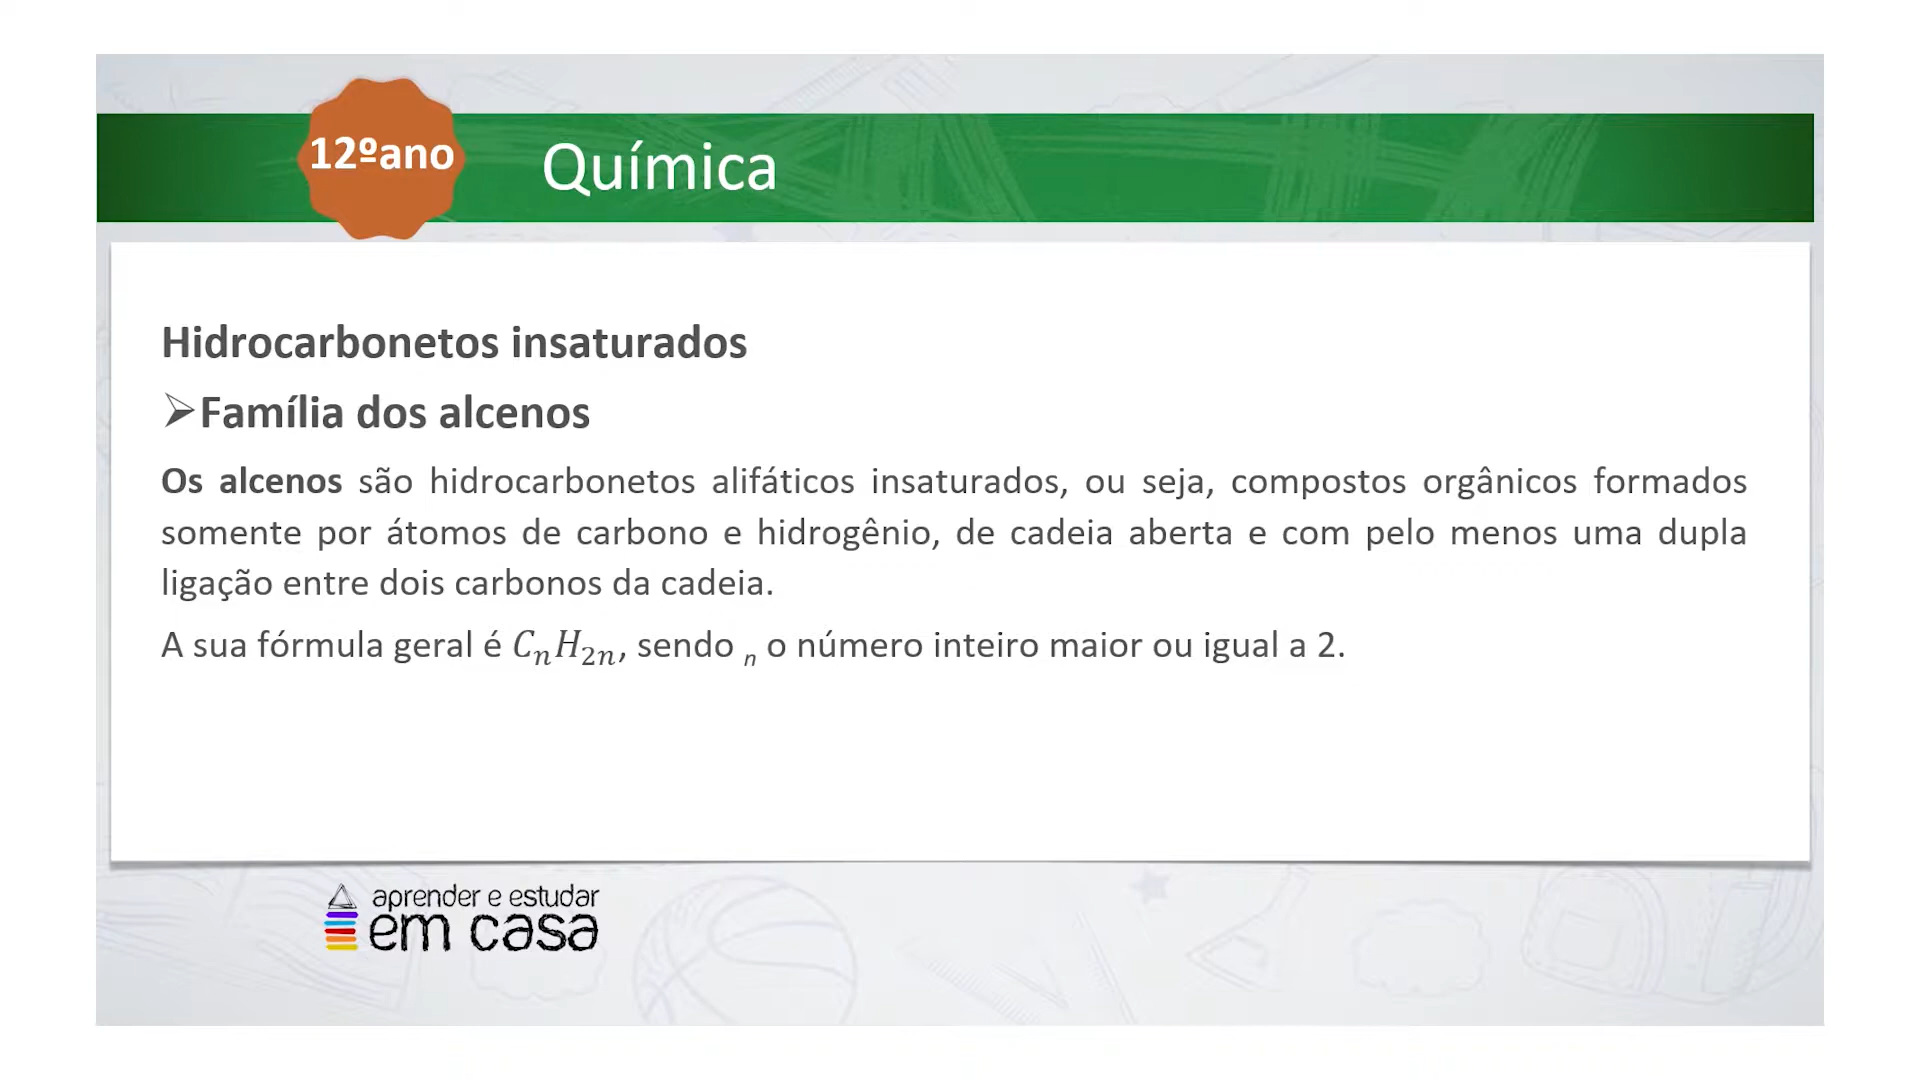 12ºano
Química
Hidrocarbonetos insaturados
➢Família dos alcenos
Os alcenos são hidrocarbonetos alifáticos insaturados, ou seja, compostos orgânicos formados
somente por átomos de carbono e hidrogênio, de cadeia aberta e com pelo menos uma dupla
ligação entre dois carbonos da cadeia.
A sua fórmula geral é CₙH₂ₙ, sendo ₙ o número inteiro maior ou igual a 2.
aprender e estudar
em casa